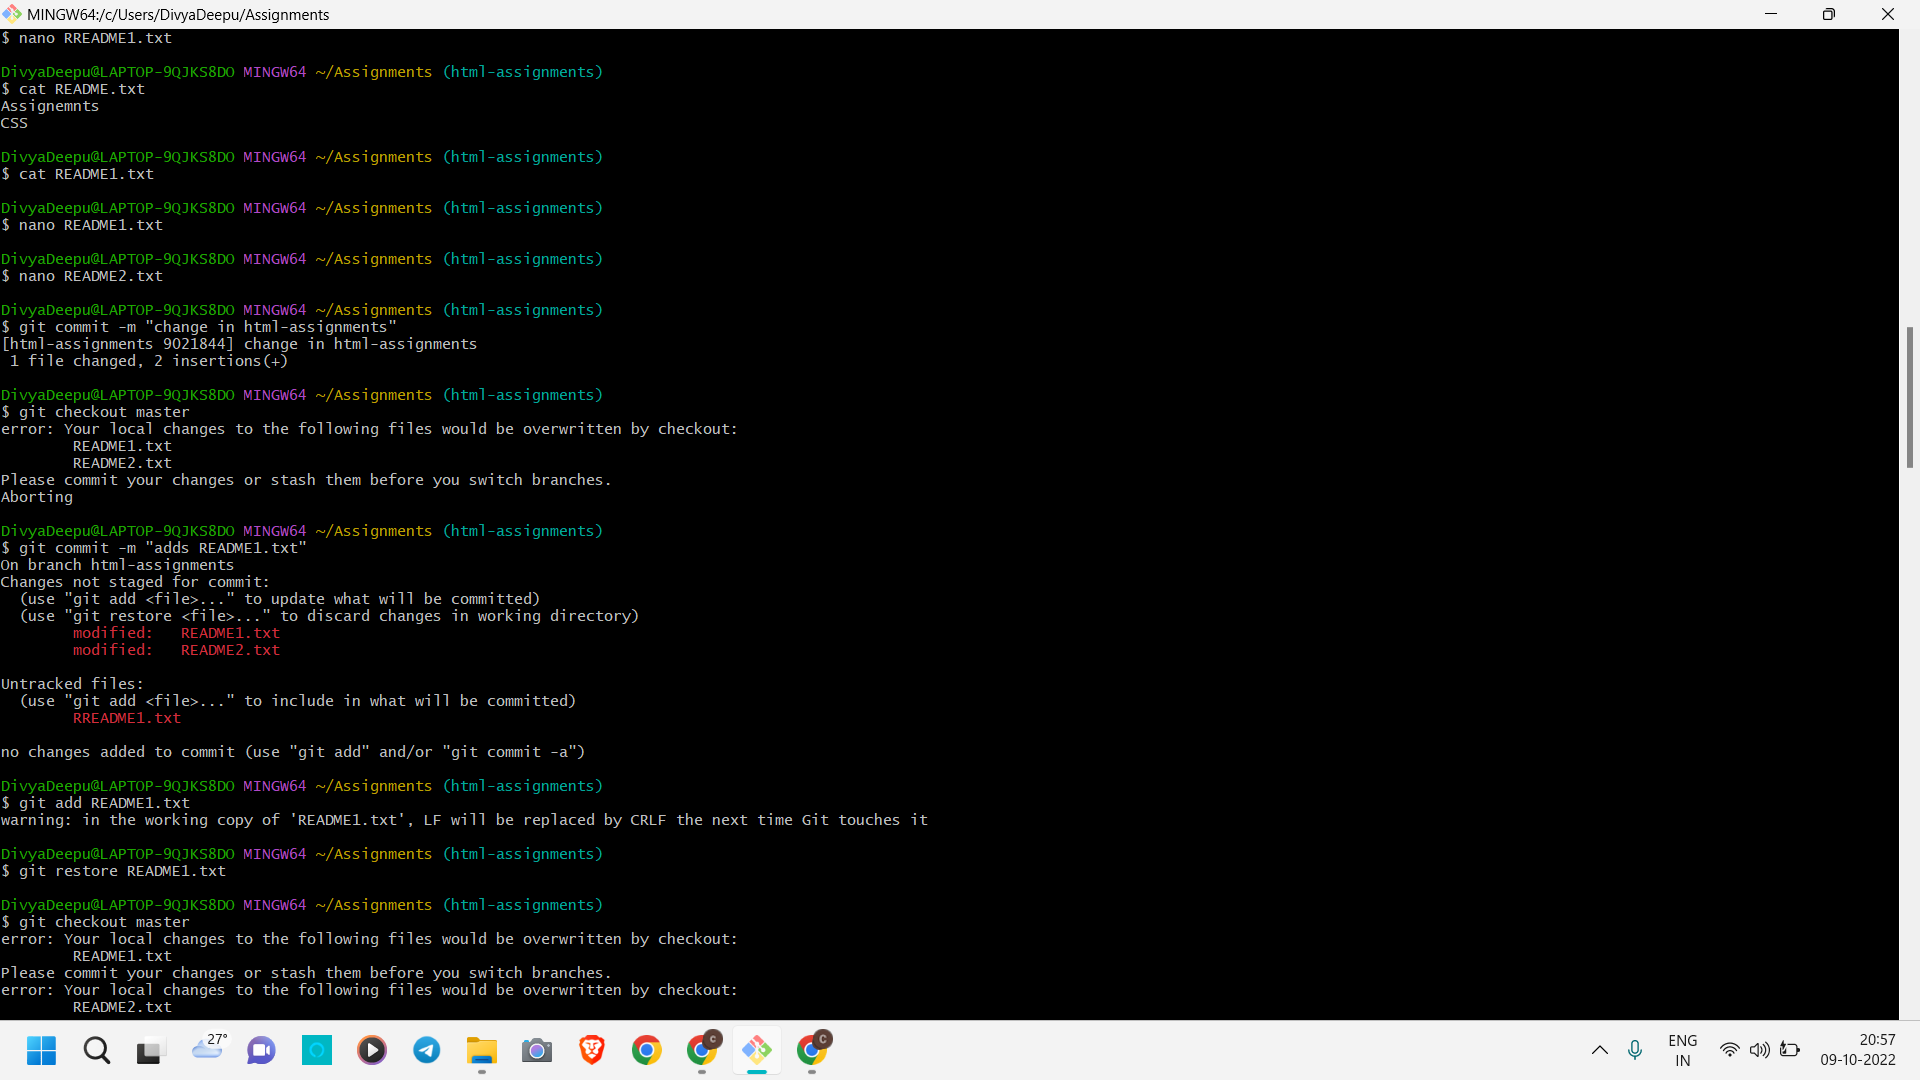 MINGW64:/c/Users/DivyaDeepu/Assignments
$ nano RREADME1.txt
DivyaDeepu@LAPTOP-9QJKS8DO MINGW64 ~/Assignments (html-assignments)
$ cat README.txt
Assignemnts
CSS
DivyaDeepu@LAPTOP-9QJKS8DO MINGW64 ~/Assignments (html-assignments)
$ cat README1.txt
DivyaDeepu@LAPTOP-9QJKS8DO MINGW64 ~/Assignments (html-assignments)
$ nano README1.txt
DivyaDeepu@LAPTOP-9QJKS8DO MINGW64 ~/Assignments (html-assignments)
$ nano README2.txt
DivyaDeepu@LAPTOP-9QJKS8DO MINGW64 ~/Assignments (html-assignments)
$ git commit -m "change in html-assignments"
[html-assignments 9021844] change in html-assignments
 1 file changed, 2 insertions(+)
DivyaDeepu@LAPTOP-9QJKS8DO MINGW64 ~/Assignments (html-assignments)
$ git checkout master
error: Your local changes to the following files would be overwritten by checkout:
        README1.txt
        README2.txt
Please commit your changes or stash them before you switch branches.
Aborting
DivyaDeepu@LAPTOP-9QJKS8DO MINGW64 ~/Assignments (html-assignments)
$ git commit -m "adds README1.txt"
On branch html-assignments
Changes not staged for commit:
  (use "git add <file>..." to update what will be committed)
  (use "git restore <file>..." to discard changes in working directory)
        modified:   README1.txt
        modified:   README2.txt
Untracked files:
  (use "git add <file>..." to include in what will be committed)
        RREADME1.txt
no changes added to commit (use "git add" and/or "git commit -a")
DivyaDeepu@LAPTOP-9QJKS8DO MINGW64 ~/Assignments (html-assignments)
$ git add README1.txt
warning: in the working copy of 'README1.txt', LF will be replaced by CRLF the next time Git touches it
DivyaDeepu@LAPTOP-9QJKS8DO MINGW64 ~/Assignments (html-assignments)
$ git restore README1.txt
DivyaDeepu@LAPTOP-9QJKS8DO MINGW64 ~/Assignments (html-assignments)
$ git checkout master
error: Your local changes to the following files would be overwritten by checkout:
        README1.txt
Please commit your changes or stash them before you switch branches.
error: Your local changes to the following files would be overwritten by checkout:
        README2.txt
27°
C
C
ENG
IN
20:57
09-10-2022